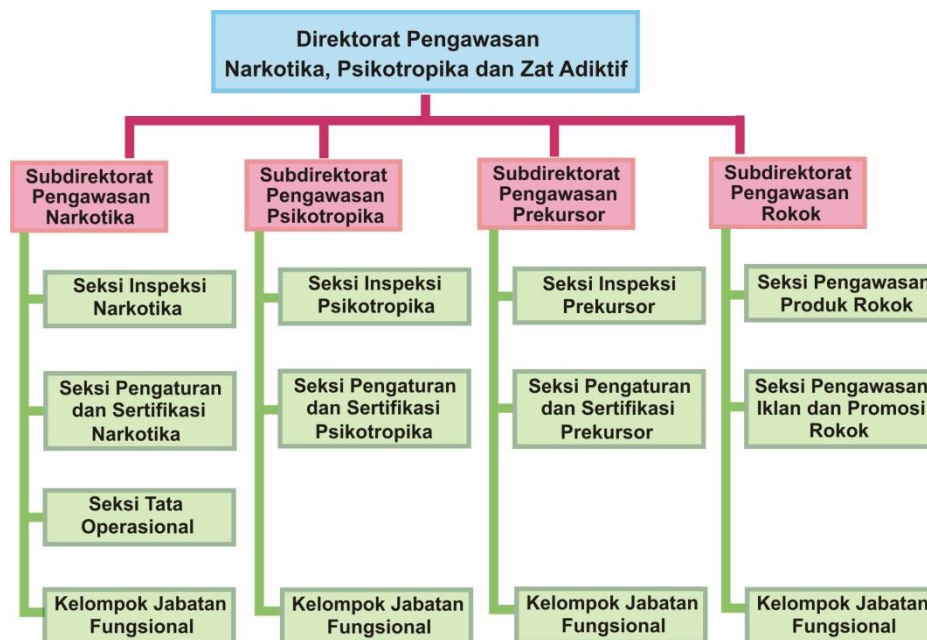 Direktorat Pengawasan
Narkotika, Psikotropika dan Zat Adiktif
Subdirektorat
Pengawasan
Narkotika
Subdirektorat
Pengawasan
Psikotropika
Subdirektorat
Pengawasan
Prekursor
Subdirektorat
Pengawasan
Rokok
Seksi Inspeksi
Narkotika
Seksi Inspeksi
Psikotropika
Seksi Inspeksi
Prekursor
Seksi Pengawasan
Produk Rokok
Seksi Pengaturan
dan Sertifikasi
Narkotika
Seksi Pengaturan
dan Sertifikasi
Psikotropika
Seksi Pengaturan
dan Sertifikasi
Prekursor
Seksi Pengawasan
Iklan dan Promosi
Rokok
Seksi Tata
Operasional
Kelompok Jabatan
Fungsional
Kelompok Jabatan
Fungsional
Kelompok Jabatan
Fungsional
Kelompok Jabatan
Fungsional